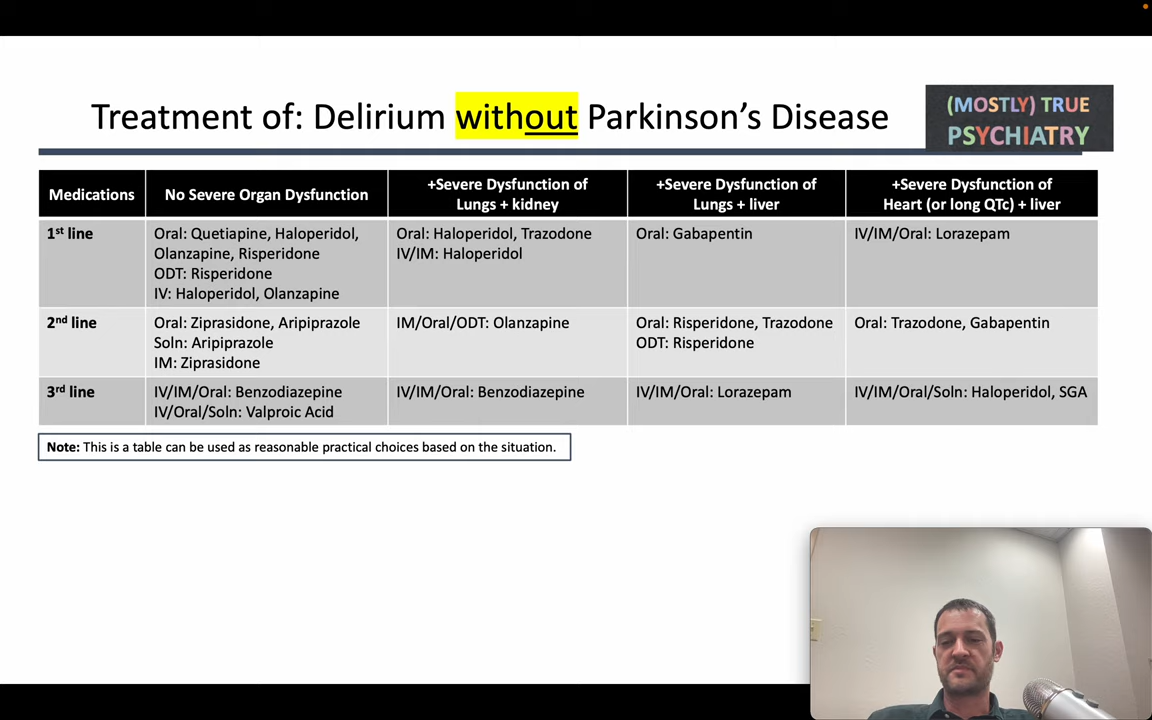 Treatment of: Delirium without Parkinson's Disease
(MOSTLY) TRUE
PSYCHIATRY
Medications
No Severe Organ Dysfunction
+Severe Dysfunction of
Lungs + kidney
+Severe Dysfunction of
Lungs + liver
+Severe Dysfunction of
Heart (or long QTc) + liver
1st line
Oral: Quetiapine, Haloperidol,
Olanzapine, Risperidone
ODT: Risperidone
IV: Haloperidol, Olanzapine
Oral: Haloperidol, Trazodone
IV/IM: Haloperidol
Oral: Gabapentin
IV/IM/Oral: Lorazepam
2nd line
Oral: Ziprasidone, Aripiprazole
Soln: Aripiprazole
IM: Ziprasidone
IM/Oral/ODT: Olanzapine
Oral: Risperidone, Trazodone
ODT: Risperidone
Oral: Trazodone, Gabapentin
3rd line
IV/IM/Oral: Benzodiazepine
IV/Oral/Soln: Valproic Acid
IV/IM/Oral: Benzodiazepine
IV/IM/Oral: Lorazepam
IV/IM/Oral/Soln: Haloperidol, SGA
Note: This is a table can be used as reasonable practical choices based on the situation.